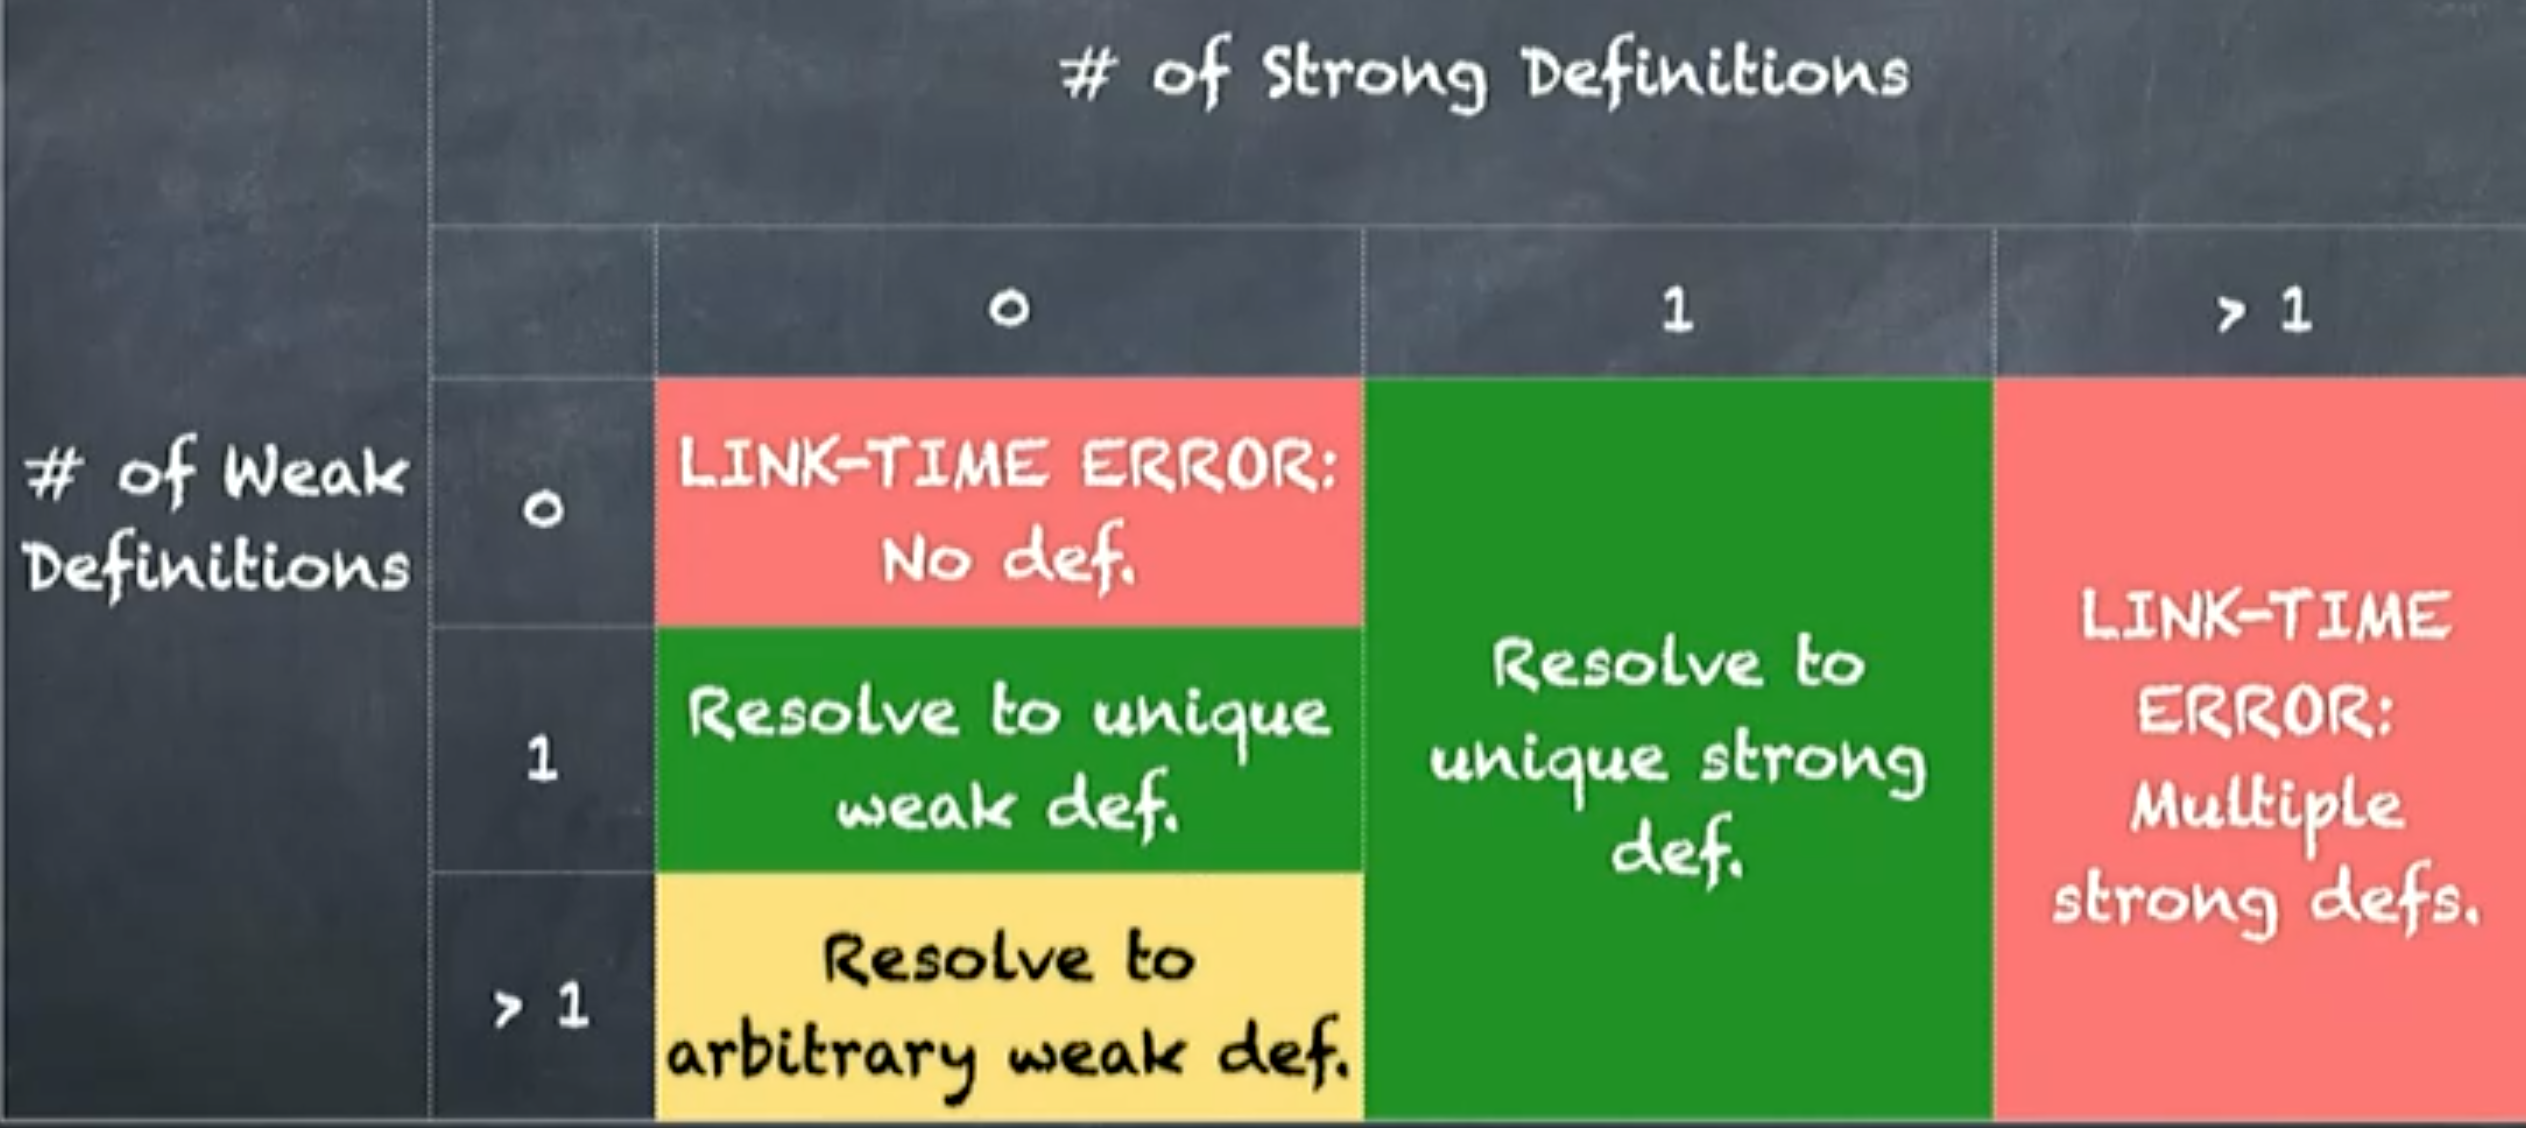 # of Strong Definitions
0
1
> 1
# of Weak
Definitions
0
LINK-TIME ERROR:
No def.
1
Resolve to unique
weak def.
> 1
Resolve to
arbitrary weak def.
Resolve to
unique strong
def.
LINK-TIME
ERROR:
Multiple
strong defs.